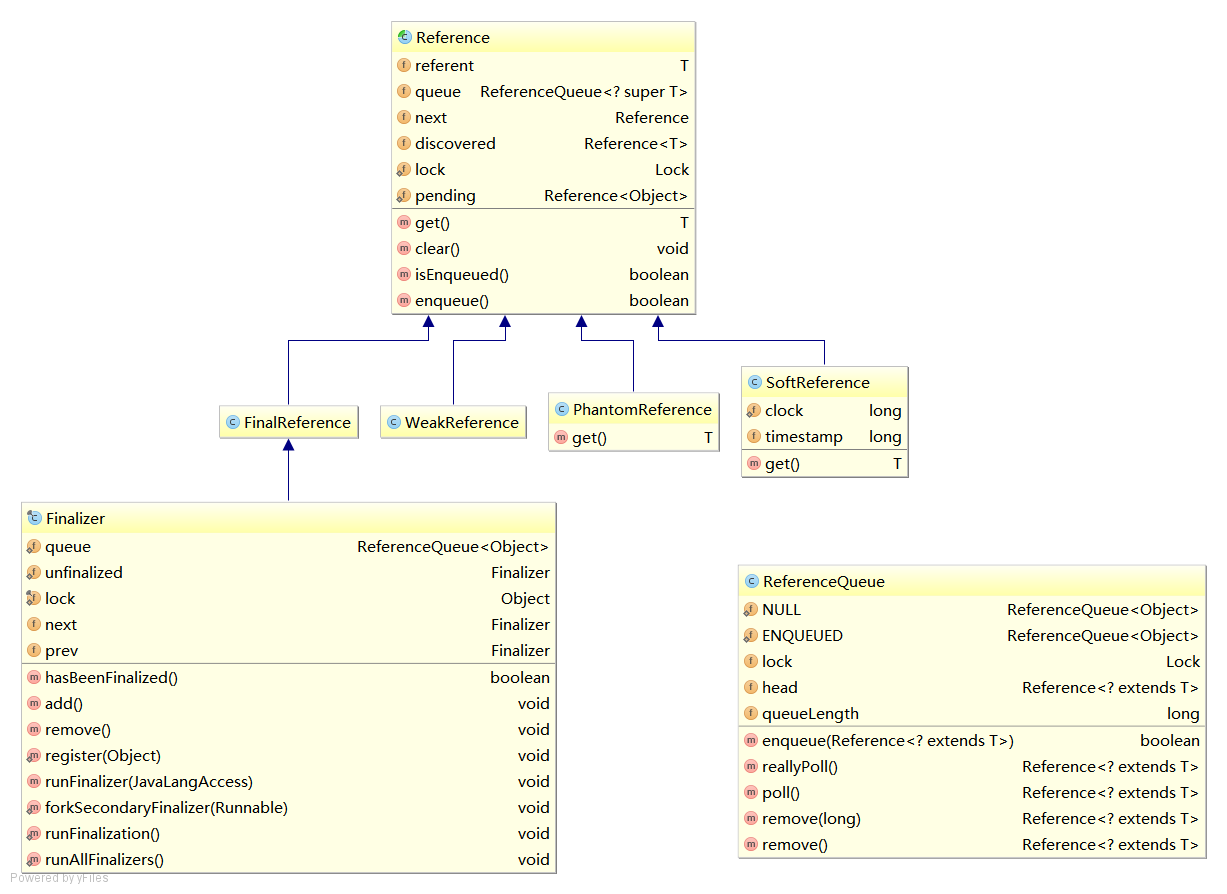 Reference
referent T
queue ReferenceQueue<? super T>
next Reference
discovered Reference<T>
lock Lock
pending Reference<Object>
get() T
clear() void
isEnqueued() boolean
enqueue() boolean
FinalReference
WeakReference
PhantomReference
get() T
SoftReference
clock long
timestamp long
get() T
Finalizer
queue ReferenceQueue<Object>
unfinalized Finalizer
lock Object
next Finalizer
prev Finalizer
hasBeenFinalized() boolean
add() void
remove() void
register(Object) void
runFinalizer(JavaLangAccess) void
forkSecondaryFinalizer(Runnable) void
runFinalization() void
runAllFinalizers() void
ReferenceQueue
NULL ReferenceQueue<Object>
ENQUEUED ReferenceQueue<Object>
lock Lock
head Reference<? extends T>
queueLength long
enqueue(Reference<? extends T>) boolean
reallyPoll() Reference<? extends T>
poll() Reference<? extends T>
remove(long) Reference<? extends T>
remove() Reference<? extends T>
Powered by yFiles